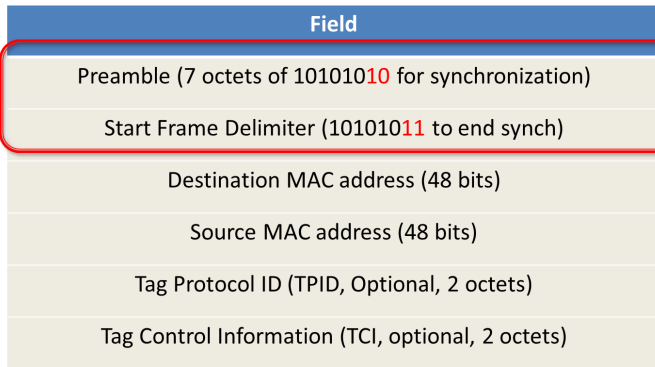 Field
Preamble (7 octets of 10101010 for synchronization)
Start Frame Delimiter (10101011 to end synch)
Destination MAC address (48 bits)
Source MAC address (48 bits)
Tag Protocol ID (TPID, Optional, 2 octets)
Tag Control Information (TCI, optional, 2 octets)